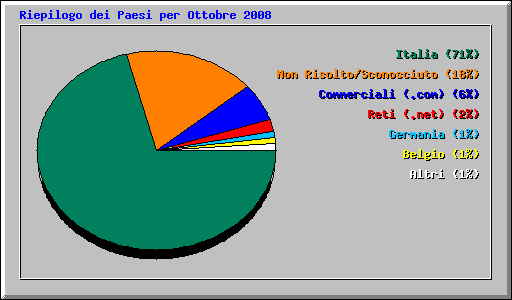 Riepilogo dei Paesi per Ottobre 2008
Italia (71%)
Non Risolto/Sconosciuto (18%)
Commerciali (.com) (6%)
Reti (.net) (2%)
Germania (1%)
Belgio (1%)
Altri (1%)